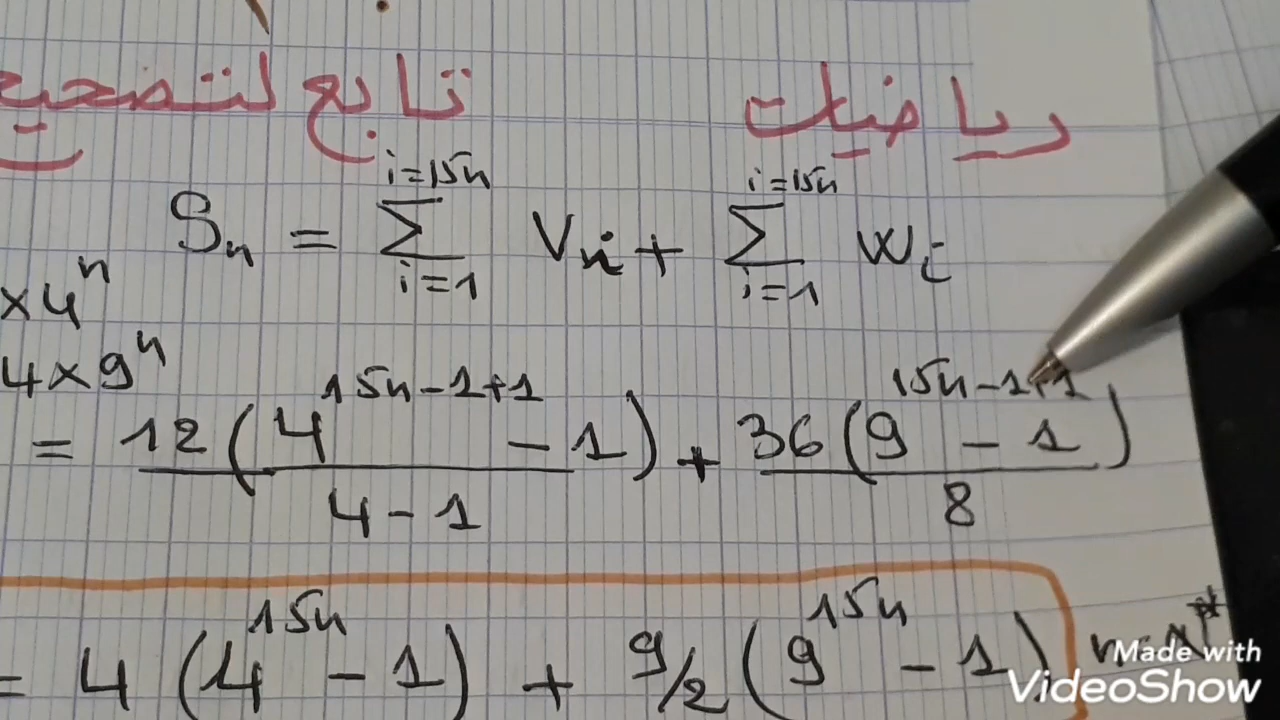 رياضيات تابع لتصحيح
i=15n i=15n
Sn = Σ Vi + Σ Wi
i=1 i=1
×4^n
4×9^n
= 12(4^15n-1+1 - 1) + 36(9^15n-1+1 - 1)
4-1 8
= 4(4^15n - 1) + 9/2(9^15n - 1)
Made with
VideoShow